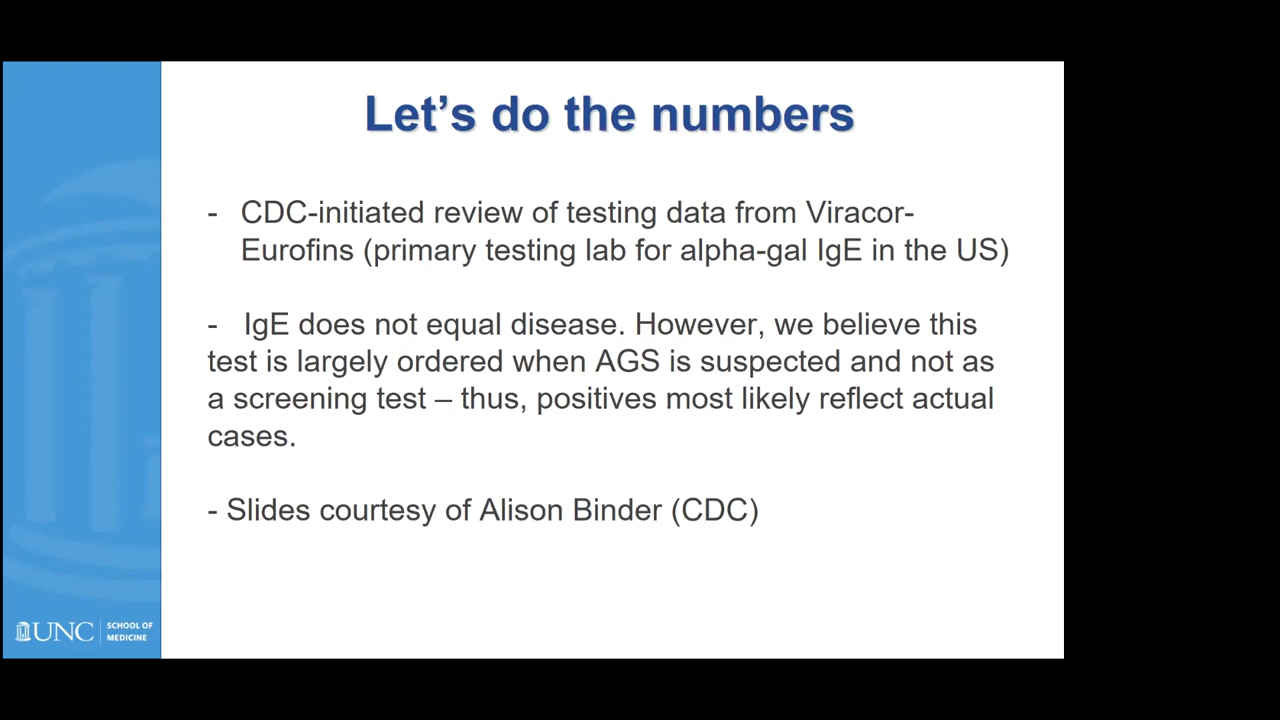 Let’s do the numbers
- CDC-initiated review of testing data from Viracor-
Eurofins (primary testing lab for alpha-gal IgE in the US)
- IgE does not equal disease. However, we believe this
test is largely ordered when AGS is suspected and not as
a screening test – thus, positives most likely reflect actual
cases.
- Slides courtesy of Alison Binder (CDC)
UNC
SCHOOL OF
MEDICINE